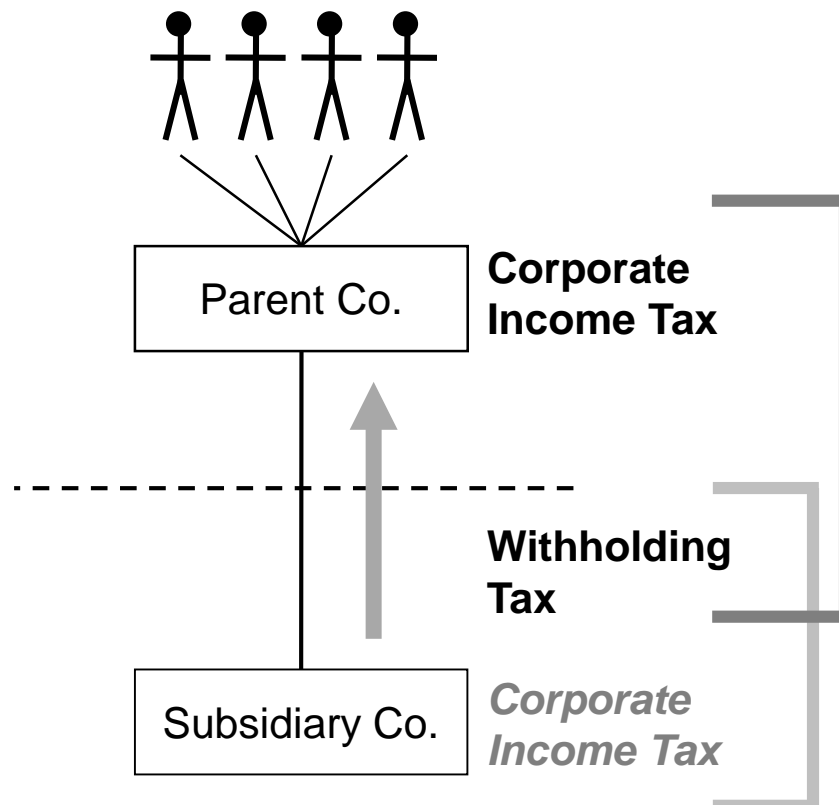 Parent Co.
Corporate
Income Tax
Withholding
Tax
Subsidiary Co.
Corporate
Income Tax